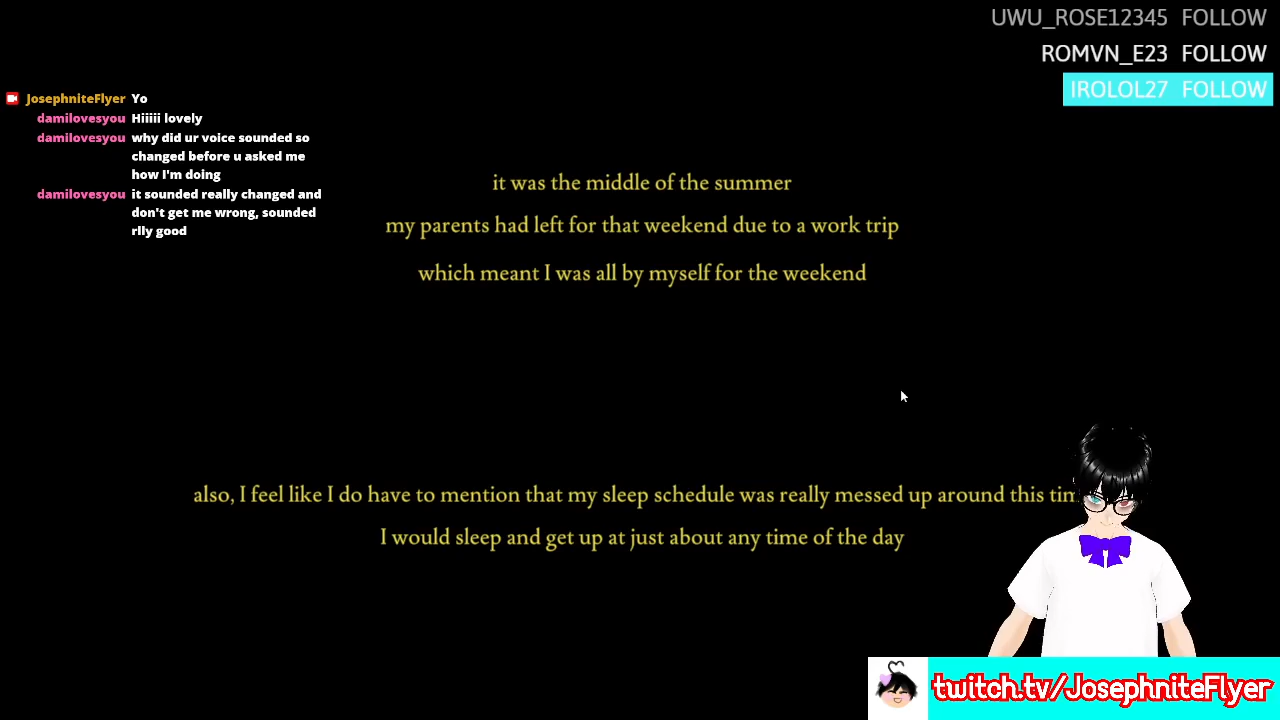 UWU_ROSE12345 FOLLOW
ROMVN_E23 FOLLOW
IROLOL27 FOLLOW
JosephniteFlyer Yo
damilovesyou Hiiiii lovely
damilovesyou why did ur voice sounded so
changed before u asked me
how I'm doing
damilovesyou it sounded really changed and
don't get me wrong, sounded
rlly good
it was the middle of the summer
my parents had left for that weekend due to a work trip
which meant I was all by myself for the weekend
also, I feel like I do have to mention that my sleep schedule was really messed up around this tim
I would sleep and get up at just about any time of the day
twitch.tv/JosephniteFlyer